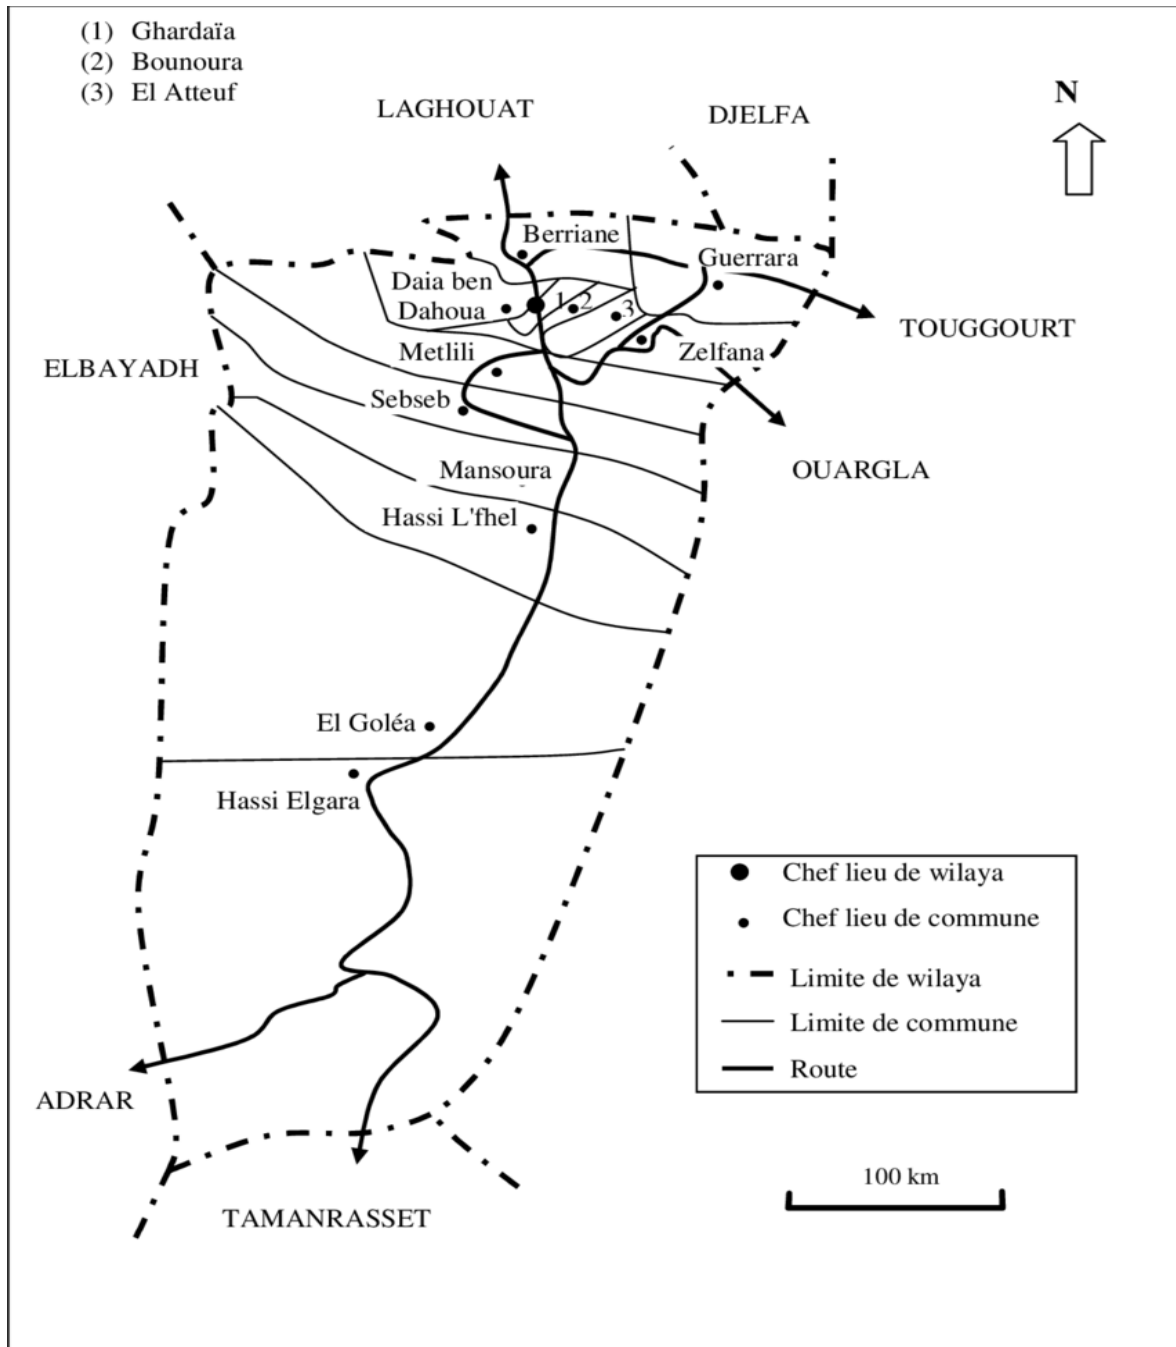 (1) Ghardaïa
(2) Bounoura
(3) El Atteuf
LAGHOUAT
DJELFA
N
Berriane
Guerrara
Daia ben
Dahoua
1
2
3
TOUGGOURT
ELBAYADH
Metlili
Zelfana
Sebseb
OUARGLA
Mansoura
Hassi L'fhel
El Goléa
Hassi Elgara
Chef lieu de wilaya
Chef lieu de commune
Limite de wilaya
Limite de commune
Route
ADRAR
100 km
TAMANRASSET